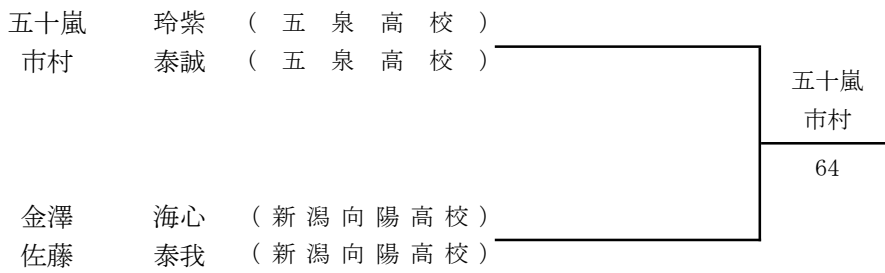 五十嵐 玲紫 (五泉高校)
市村 泰誠 (五泉高校)
五十嵐
市村
64
金澤 海心 (新潟向陽高校)
佐藤 泰我 (新潟向陽高校)